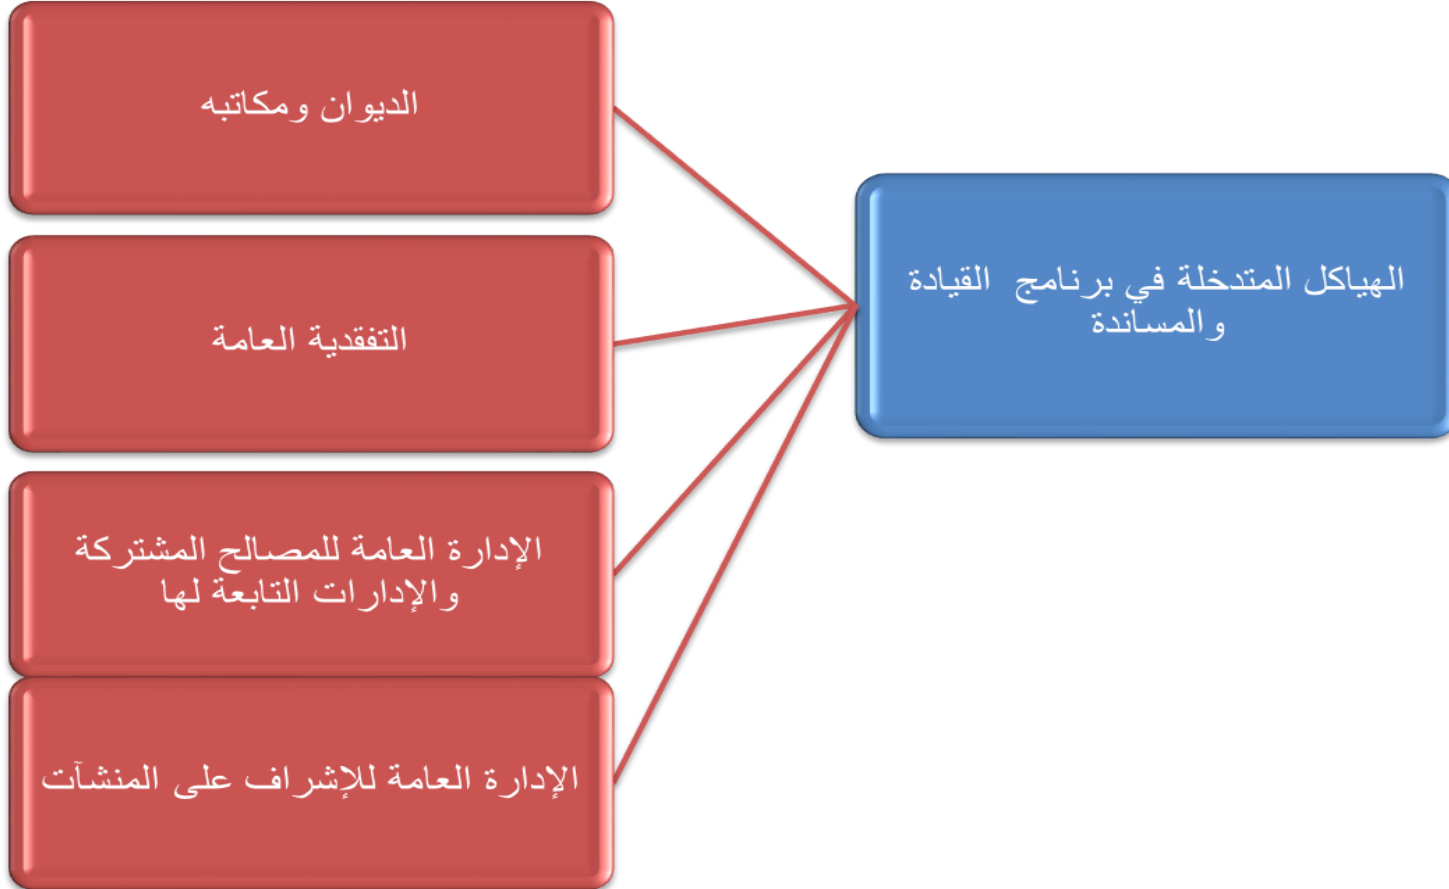 الهياكل المتدخلة في برنامج القيادة
والمساندة
الديوان ومكاتبه
التفقدية العامة
الإدارة العامة للمصالح المشتركة
والإدارات التابعة لها
الإدارة العامة للإشراف على المنشآت